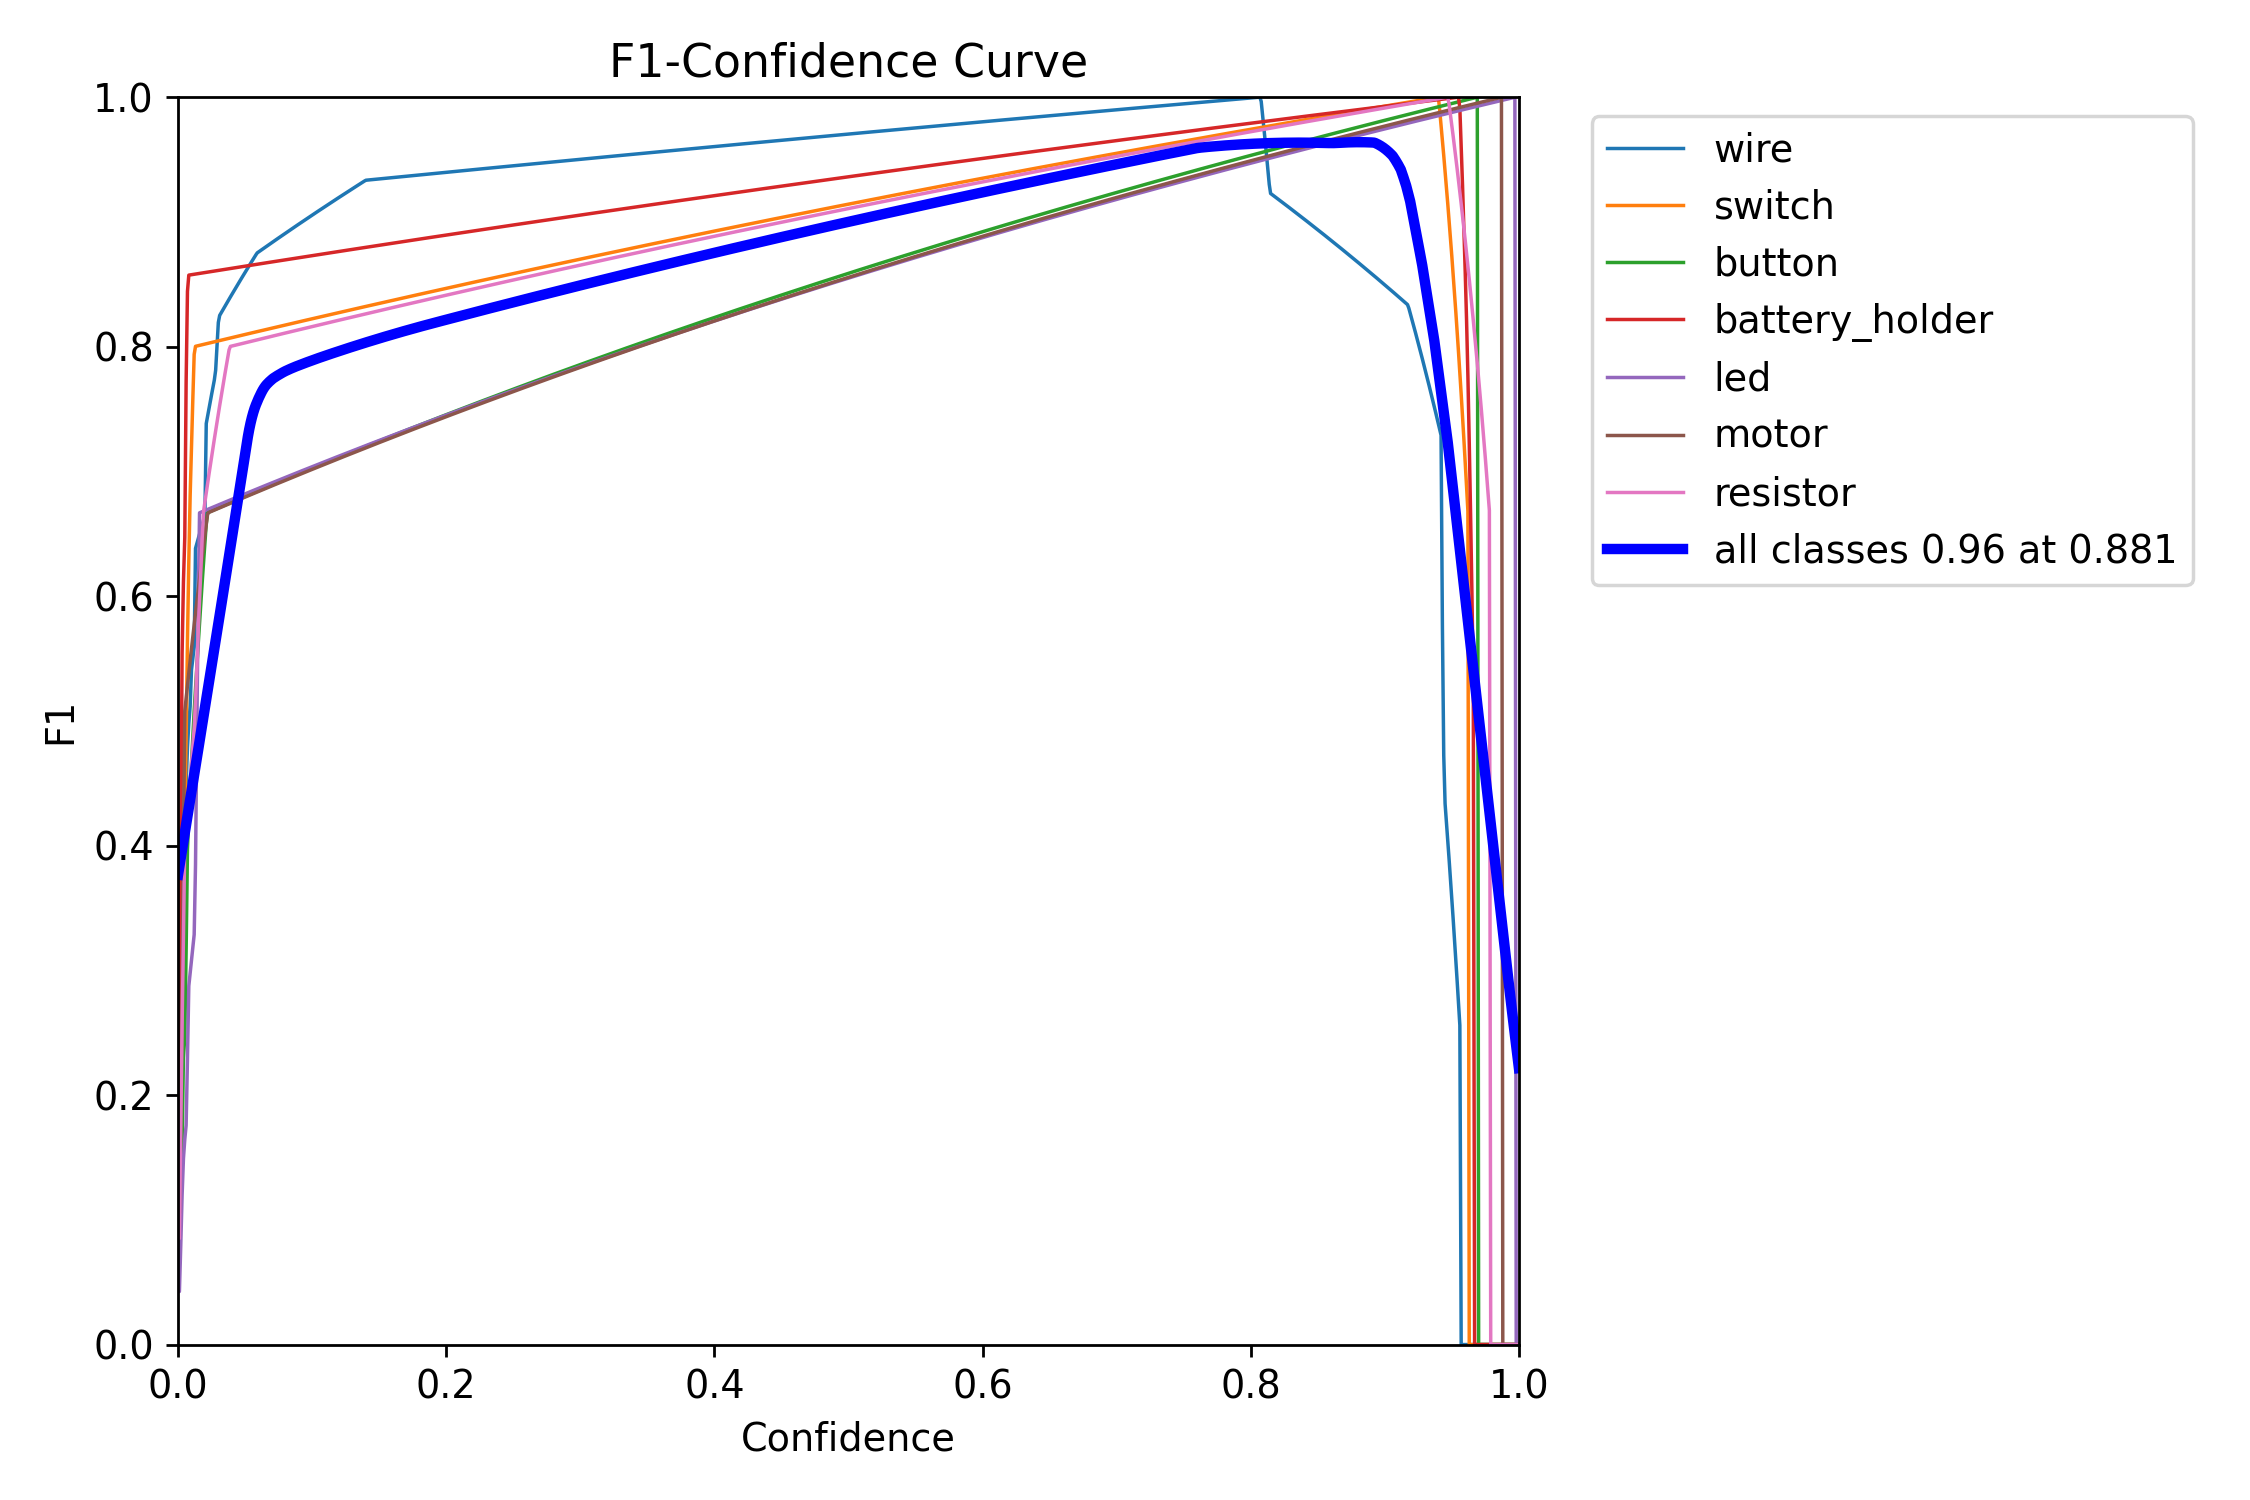 F1-Confidence Curve
1.0
0.8
0.6
0.4
0.2
0.0
F1
0.0 0.2 0.4 0.6 0.8 1.0
Confidence
wire
switch
button
battery_holder
led
motor
resistor
all classes 0.96 at 0.881